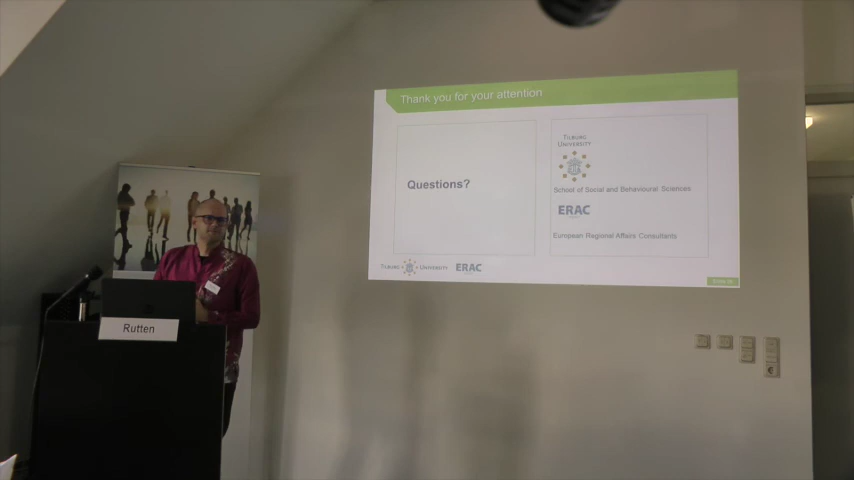 Thank you for your attention
Questions?
TILBURG
UNIVERSITY
School of Social and Behavioural Sciences
ERAC
European Regional Affairs Consultants
TILBURG UNIVERSITY
ERAC
Rutten